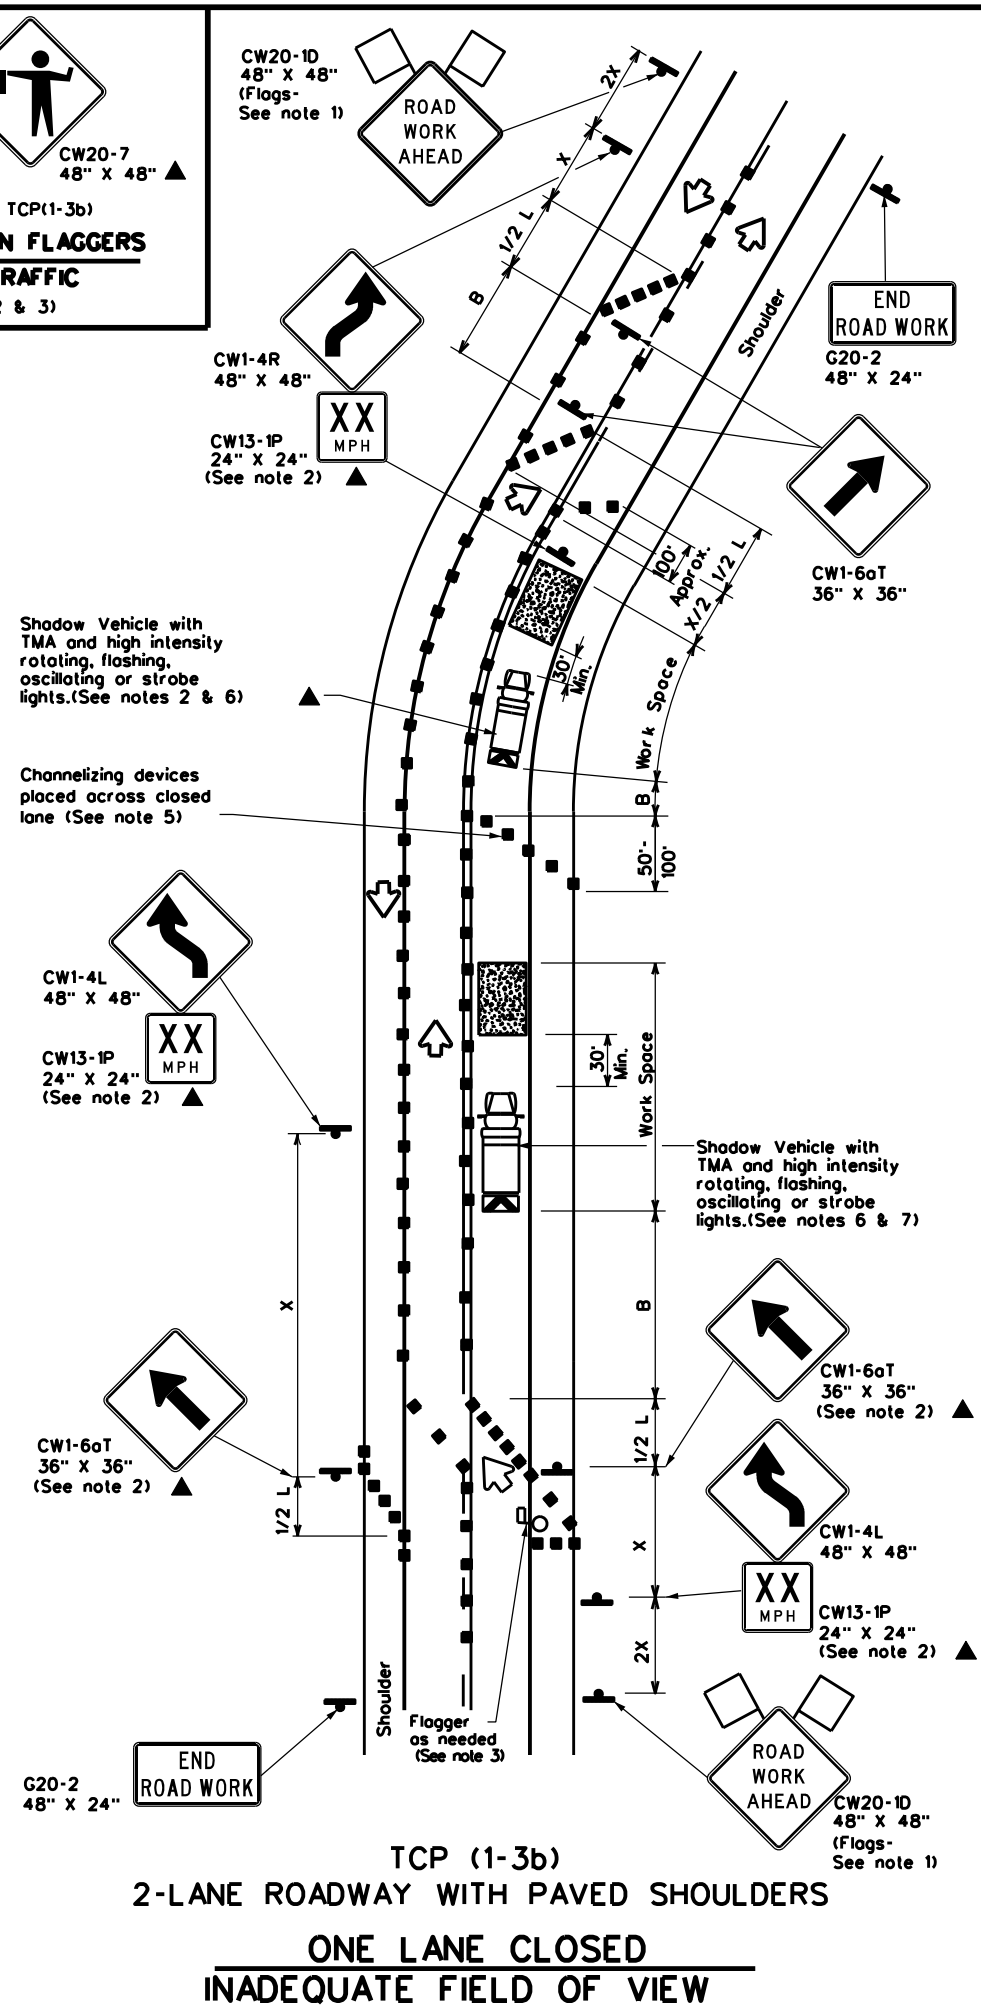 CW20-7
48" X 48"
TCP(1-3b)
N FLAGGERS
RAFFIC
2 & 3)
CW20-1D
48" X 48"
(Flags-
See note 1)
ROAD
WORK
AHEAD
2X
X
1/2 L
B
CW1-4R
48" X 48"
XX
MPH
CW13-1P
24" X 24"
(See note 2)
Shoulder
END
ROAD WORK
G20-2
48" X 24"
CW1-6aT
36" X 36"
100'
Approx.
1/2 L
X/2
30'
Min.
Work Space
B
50'-
100'
Shadow Vehicle with
TMA and high intensity
rotating, flashing,
oscillating or strobe
lights.(See notes 2 & 6)
Channelizing devices
placed across closed
lane (See note 5)
CW1-4L
48" X 48"
XX
MPH
CW13-1P
24" X 24"
(See note 2)
30'
Min.
Work Space
Shadow Vehicle with
TMA and high intensity
rotating, flashing,
oscillating or strobe
lights.(See notes 6 & 7)
X
B
CW1-6aT
36" X 36"
(See note 2)
1/2 L
CW1-6aT
36" X 36"
(See note 2)
1/2 L
X
CW1-4L
48" X 48"
XX
MPH
CW13-1P
24" X 24"
(See note 2)
2X
Shoulder
Flagger
as needed
(See note 3)
END
ROAD WORK
G20-2
48" X 24"
ROAD
WORK
AHEAD
CW20-1D
48" X 48"
(Flags-
See note 1)
TCP (1-3b)
2-LANE ROADWAY WITH PAVED SHOULDERS
ONE LANE CLOSED
INADEQUATE FIELD OF VIEW